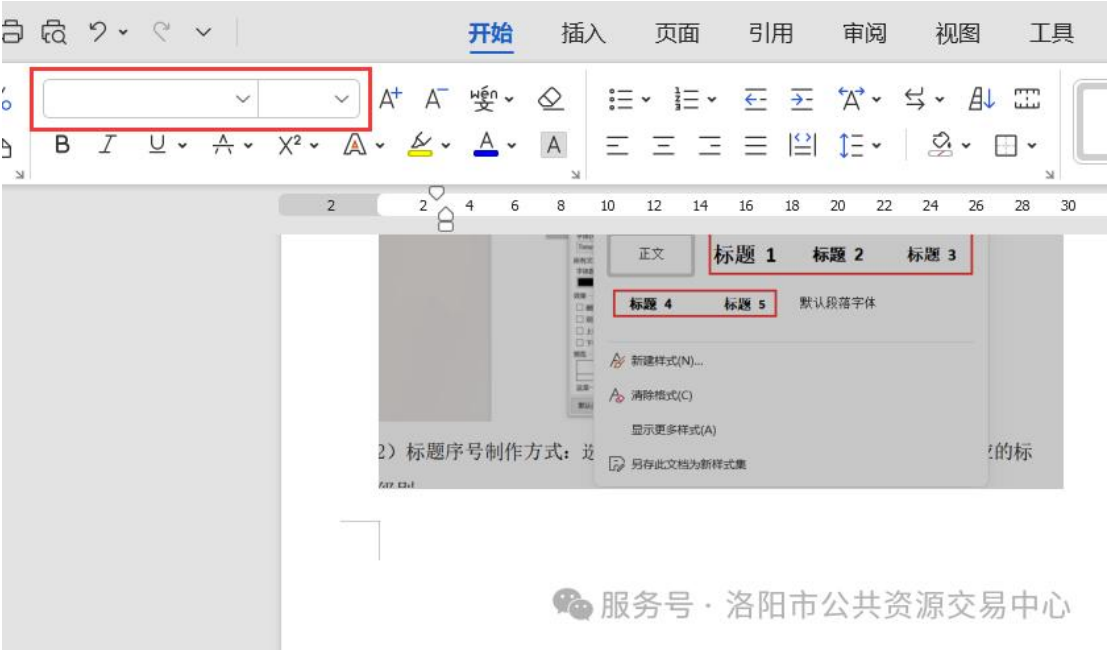 开始 插入 页面 引用 审阅 视图 工具
A+ A- wén 文
B I U A X² A A A
2 2 4 6 8 10 12 14 16 18 20 22 24 26 28 30
正文 标题 1 标题 2 标题 3
标题 4 标题 5 默认段落字体
新建样式(N)...
清除格式(C)
显示更多样式(A)
2）标题序号制作方式： 的标
另存此文档为新样式集
服务号 · 洛阳市公共资源交易中心